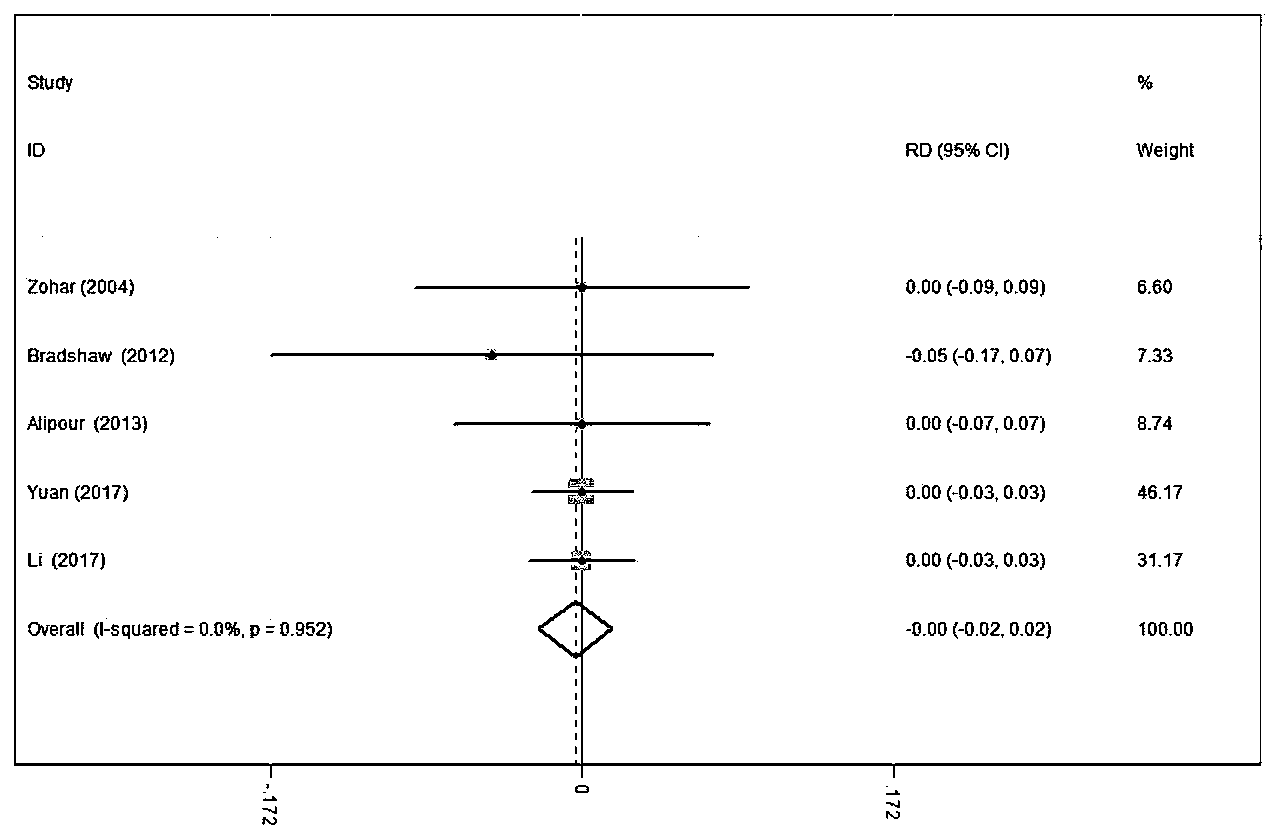 Study %
ID RD (95% CI) Weight
Zohar (2004) 0.00 (-0.09, 0.09) 6.60
Bradshaw (2012) -0.05 (-0.17, 0.07) 7.33
Alipour (2013) 0.00 (-0.07, 0.07) 8.74
Yuan (2017) 0.00 (-0.03, 0.03) 46.17
Li (2017) 0.00 (-0.03, 0.03) 31.17
Overall (I-squared = 0.0%, p = 0.952) -0.00 (-0.02, 0.02) 100.00
-.172 0 .172